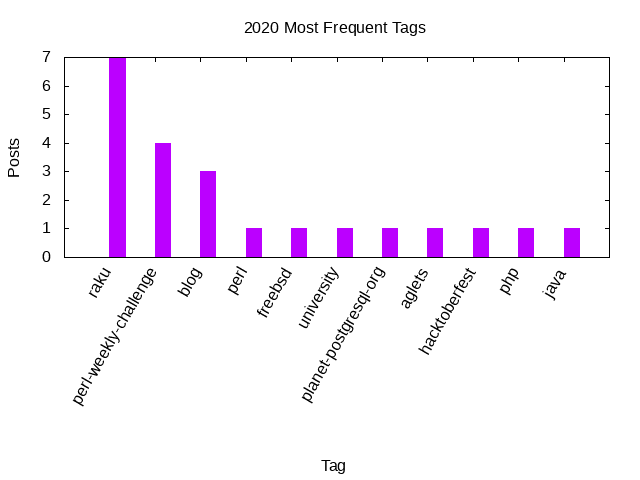 2020 Most Frequent Tags
7
6
5
4
3
2
1
0
Posts
raku
perl-weekly-challenge
blog
perl
freebsd
university
planet-postgresql-org
aglets
hacktoberfest
php
java
Tag